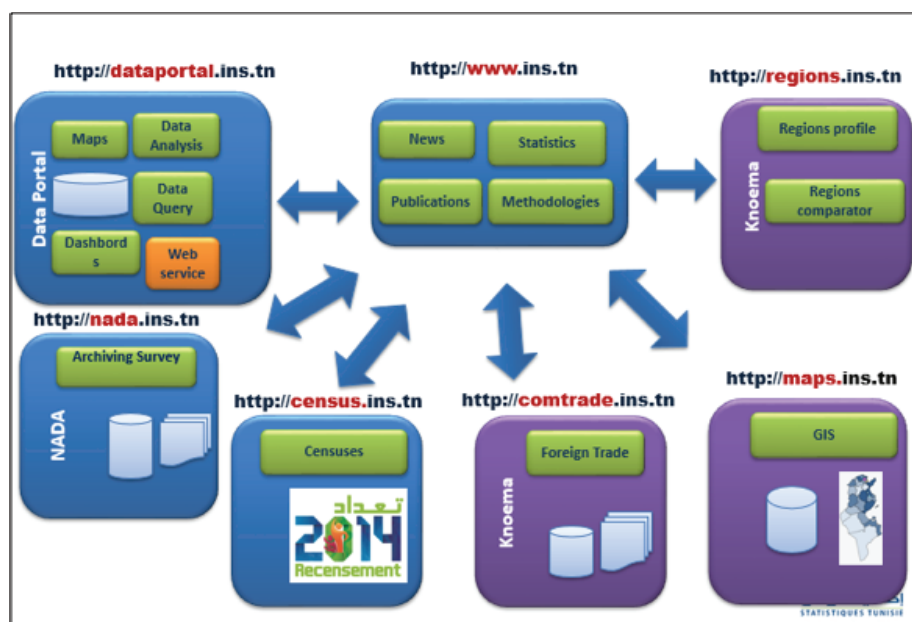 http://dataportal.ins.tn
http://www.ins.tn
http://regions.ins.tn
Data Portal
Maps
Data
Analysis
Data
Query
Dashbord
s
Web
service
News
Statistics
Publications
Methodologies
Knoema
Regions profile
Regions
comparator
http://nada.ins.tn
NADA
Archiving Survey
http://census.ins.tn
Censuses
تعداد
2014
Recensement
http://comtrade.ins.tn
Knoema
Foreign Trade
http://maps.ins.tn
GIS
STATISTIQUES TUNISIE